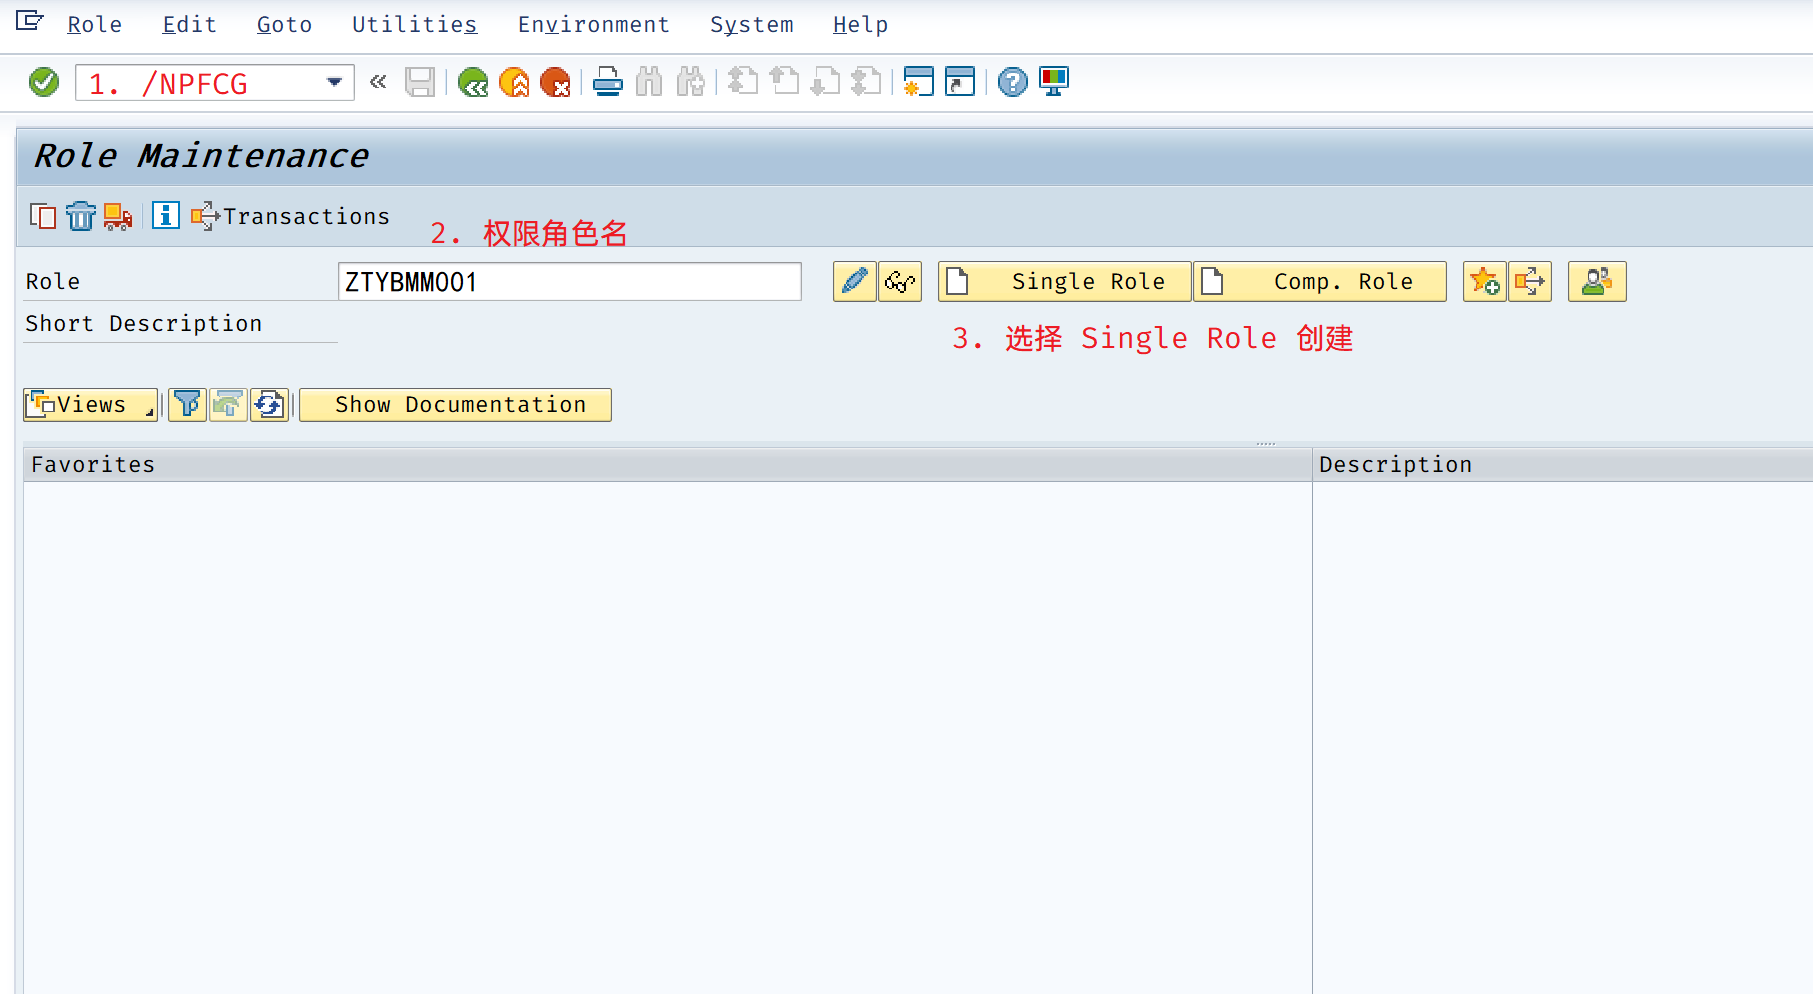 Role Edit Goto Utilities Environment System Help
1. /NPFCG
Role Maintenance
Transactions
2. 权限角色名
Role ZTYBMM001 Single Role Comp. Role
Short Description
3. 选择 Single Role 创建
Views Show Documentation
Favorites Description